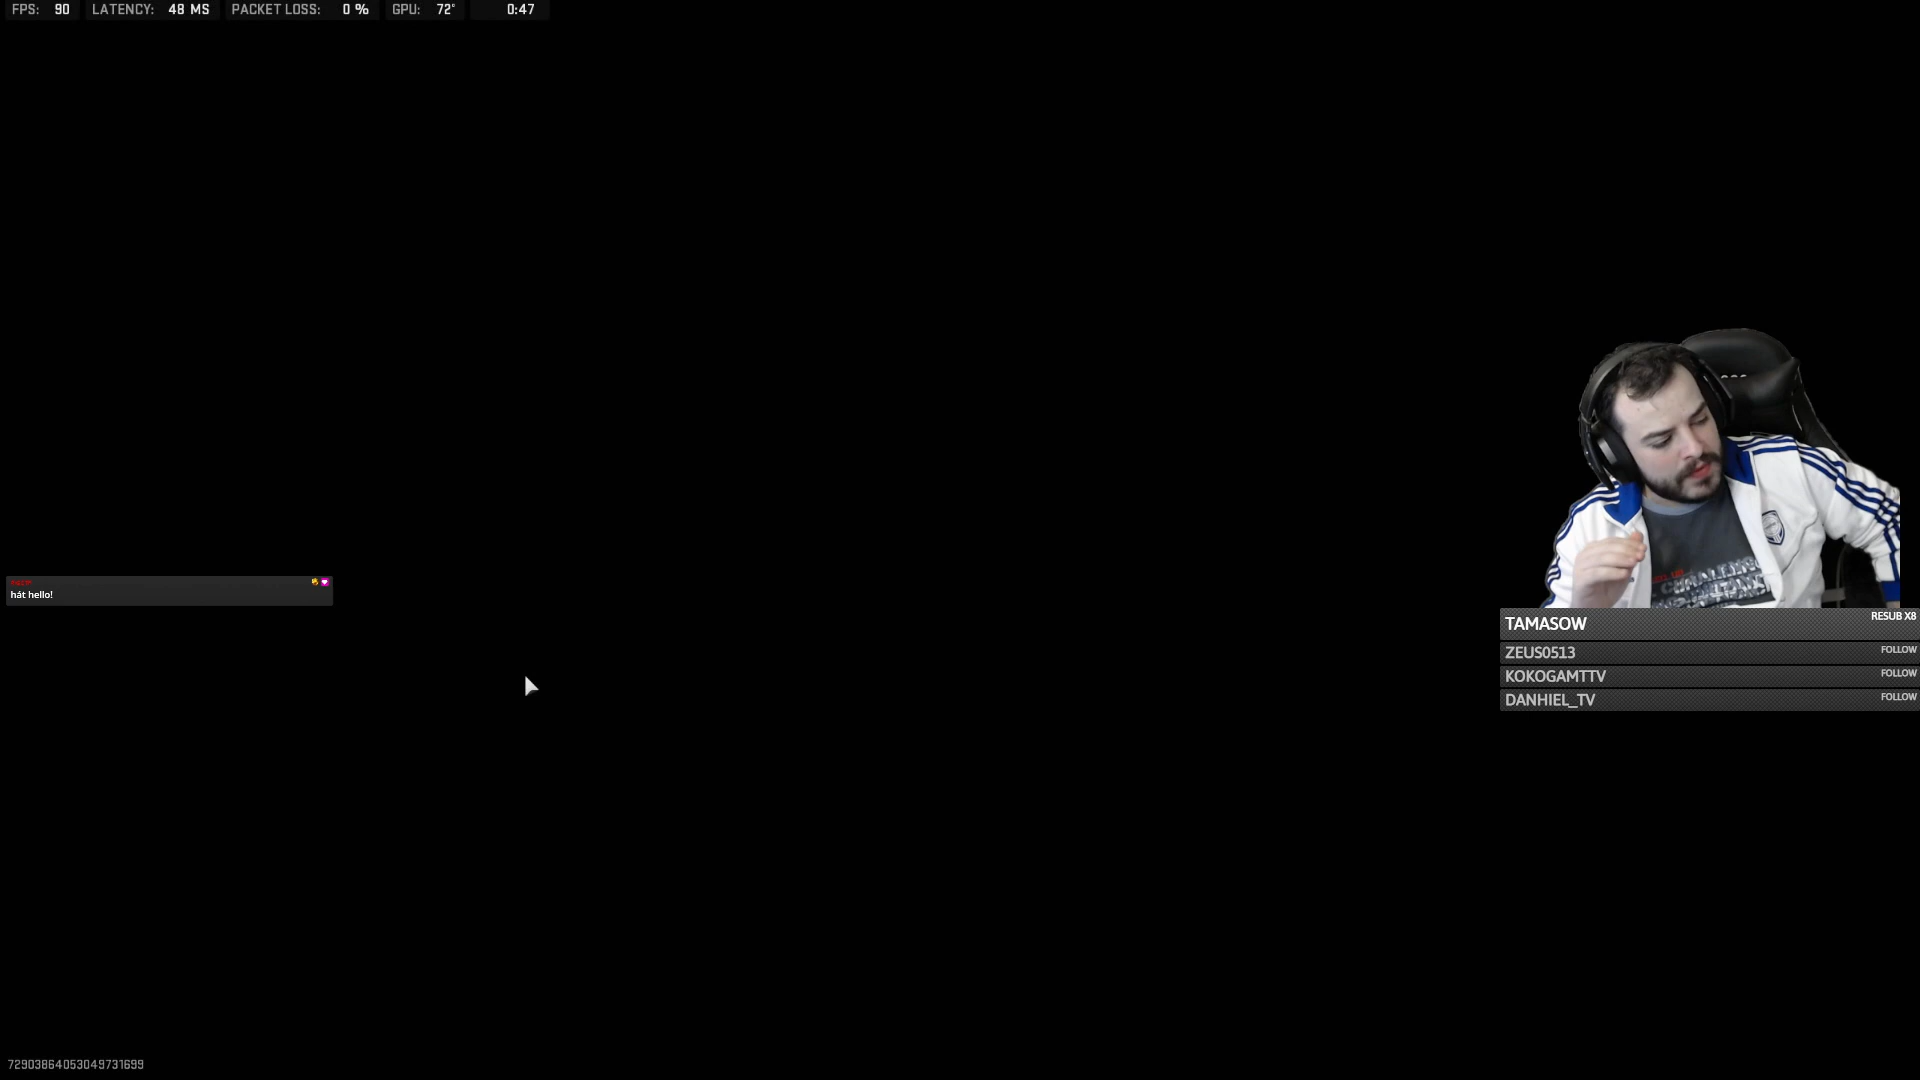 FPS: 90 LATENCY: 48 MS PACKET LOSS: 0 % GPU: 72° 0:47
hát hello!
TAMASOW RESUB X8
ZEUS0513 FOLLOW
KOKOGAMTTV FOLLOW
DANHIEL_TV FOLLOW
72903864053049731699